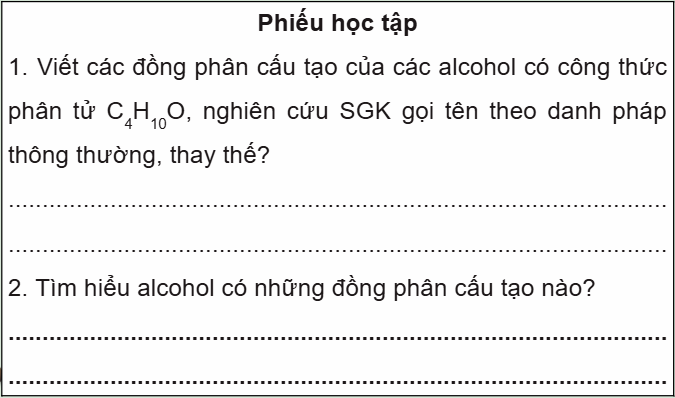 Phiếu học tập
1. Viết các đồng phân cấu tạo của các alcohol có công thức
phân tử C₄H₁₀O, nghiên cứu SGK gọi tên theo danh pháp
thông thường, thay thế?
....................................................................................................
....................................................................................................
2. Tìm hiểu alcohol có những đồng phân cấu tạo nào?
....................................................................................................
....................................................................................................